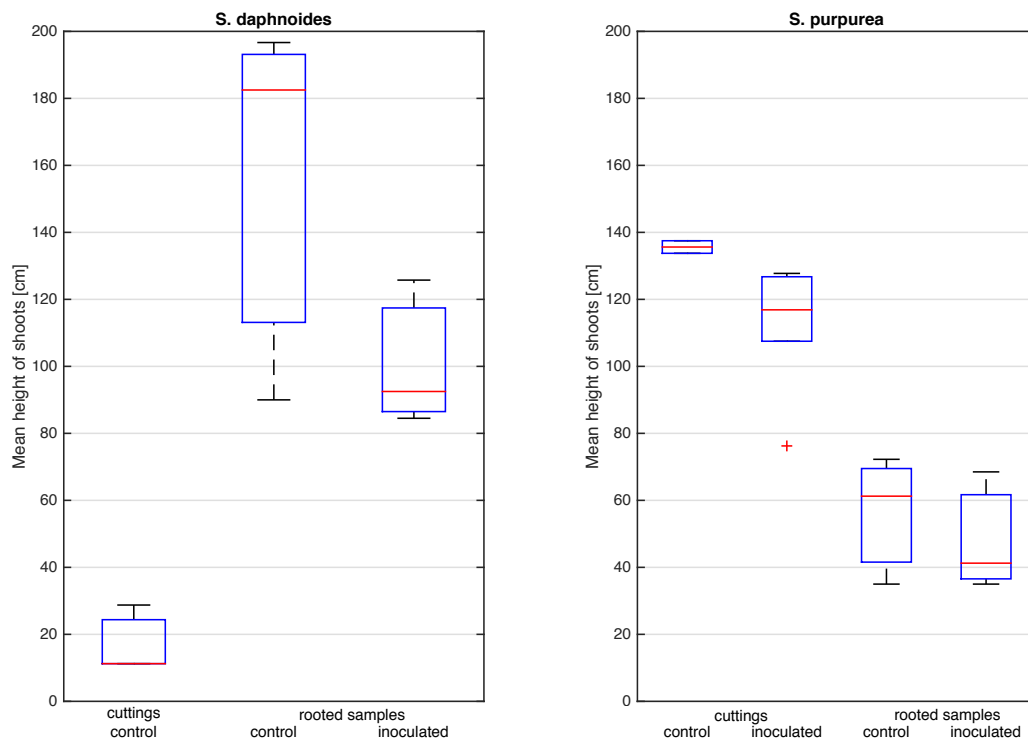 S. daphnoides
Mean height of shoots [cm]
200
180
160
140
120
100
80
60
40
20
0
cuttings rooted samples
control control inoculated
S. purpurea
Mean height of shoots [cm]
200
180
160
140
120
100
80
60
40
20
0
cuttings rooted samples
control inoculated control inoculated